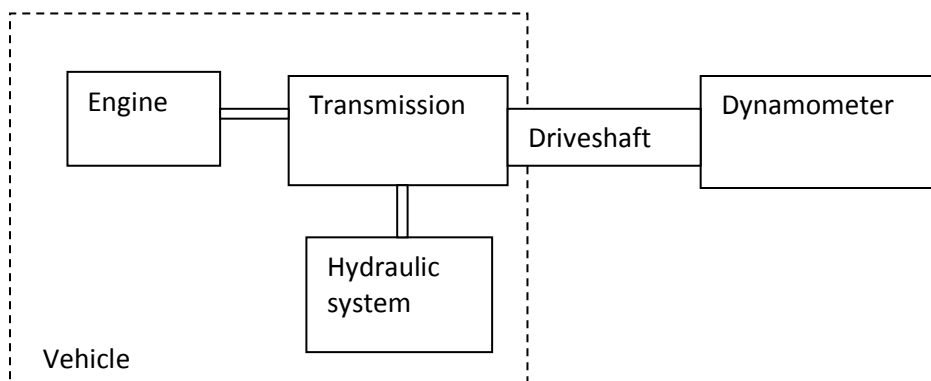 Engine
Transmission
Dynamometer
Driveshaft
Hydraulic
system
Vehicle